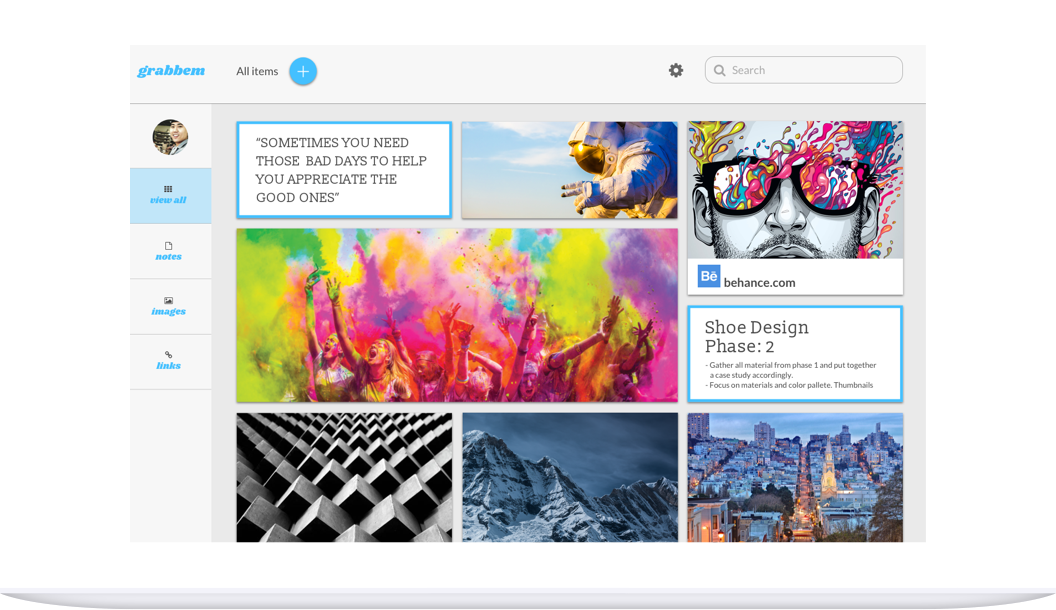 grabbem
All items
Search
view all
notes
images
links
“SOMETIMES YOU NEED
THOSE BAD DAYS TO HELP
YOU APPRECIATE THE
GOOD ONES”
Bē behance.com
Shoe Design
Phase: 2
- Gather all material from phase 1 and put together
a case study accordingly.
- Focus on materials and color pallete. Thumbnails